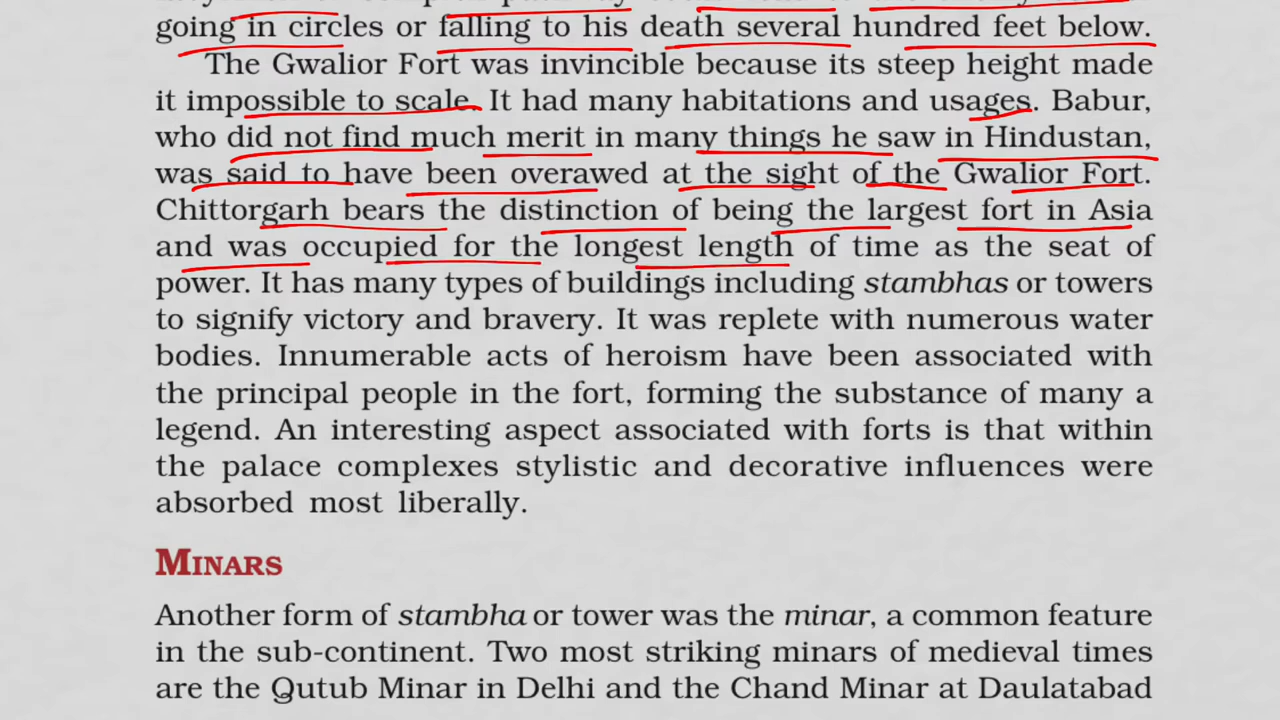 going in circles or falling to his death several hundred feet below.
The Gwalior Fort was invincible because its steep height made
it impossible to scale. It had many habitations and usages. Babur,
who did not find much merit in many things he saw in Hindustan,
was said to have been overawed at the sight of the Gwalior Fort.
Chittorgarh bears the distinction of being the largest fort in Asia
and was occupied for the longest length of time as the seat of
power. It has many types of buildings including stambhas or towers
to signify victory and bravery. It was replete with numerous water
bodies. Innumerable acts of heroism have been associated with
the principal people in the fort, forming the substance of many a
legend. An interesting aspect associated with forts is that within
the palace complexes stylistic and decorative influences were
absorbed most liberally.
MINARS
Another form of stambha or tower was the minar, a common feature
in the sub-continent. Two most striking minars of medieval times
are the Qutub Minar in Delhi and the Chand Minar at Daulatabad